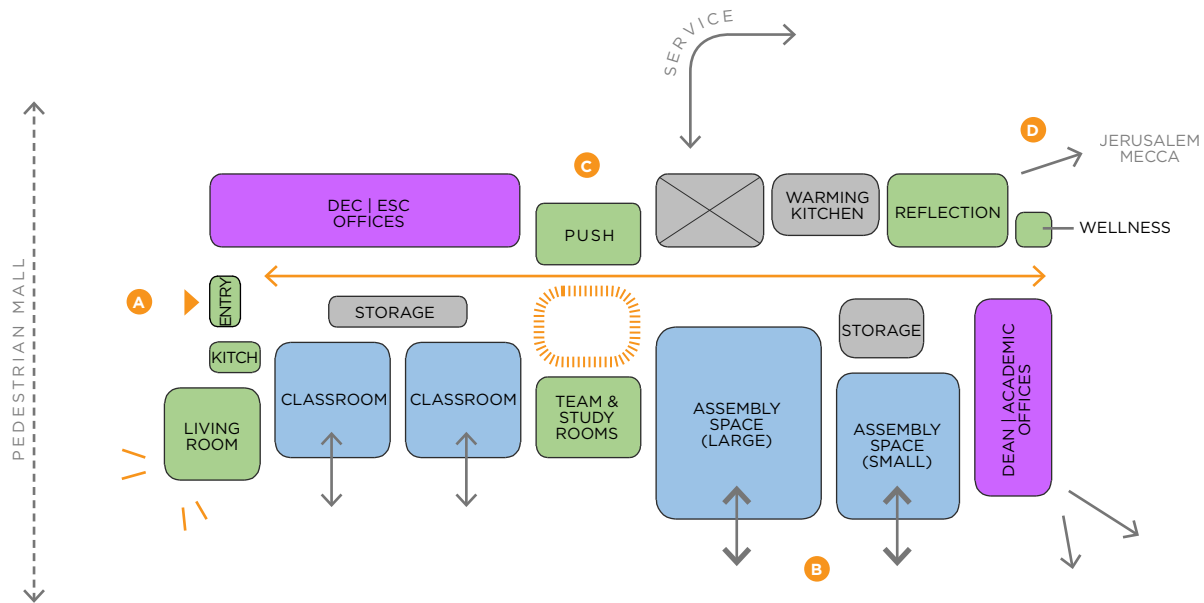 SERVICE
D
JERUSALEM
MECCA
C
DEC | ESC
OFFICES
PUSH
WARMING
KITCHEN
REFLECTION
WELLNESS
PEDESTRIAN MALL
A
ENTRY
STORAGE
STORAGE
KITCH
CLASSROOM
CLASSROOM
TEAM &
STUDY
ROOMS
ASSEMBLY
SPACE
(LARGE)
ASSEMBLY
SPACE
(SMALL)
DEAN | ACADEMIC
OFFICES
LIVING
ROOM
B